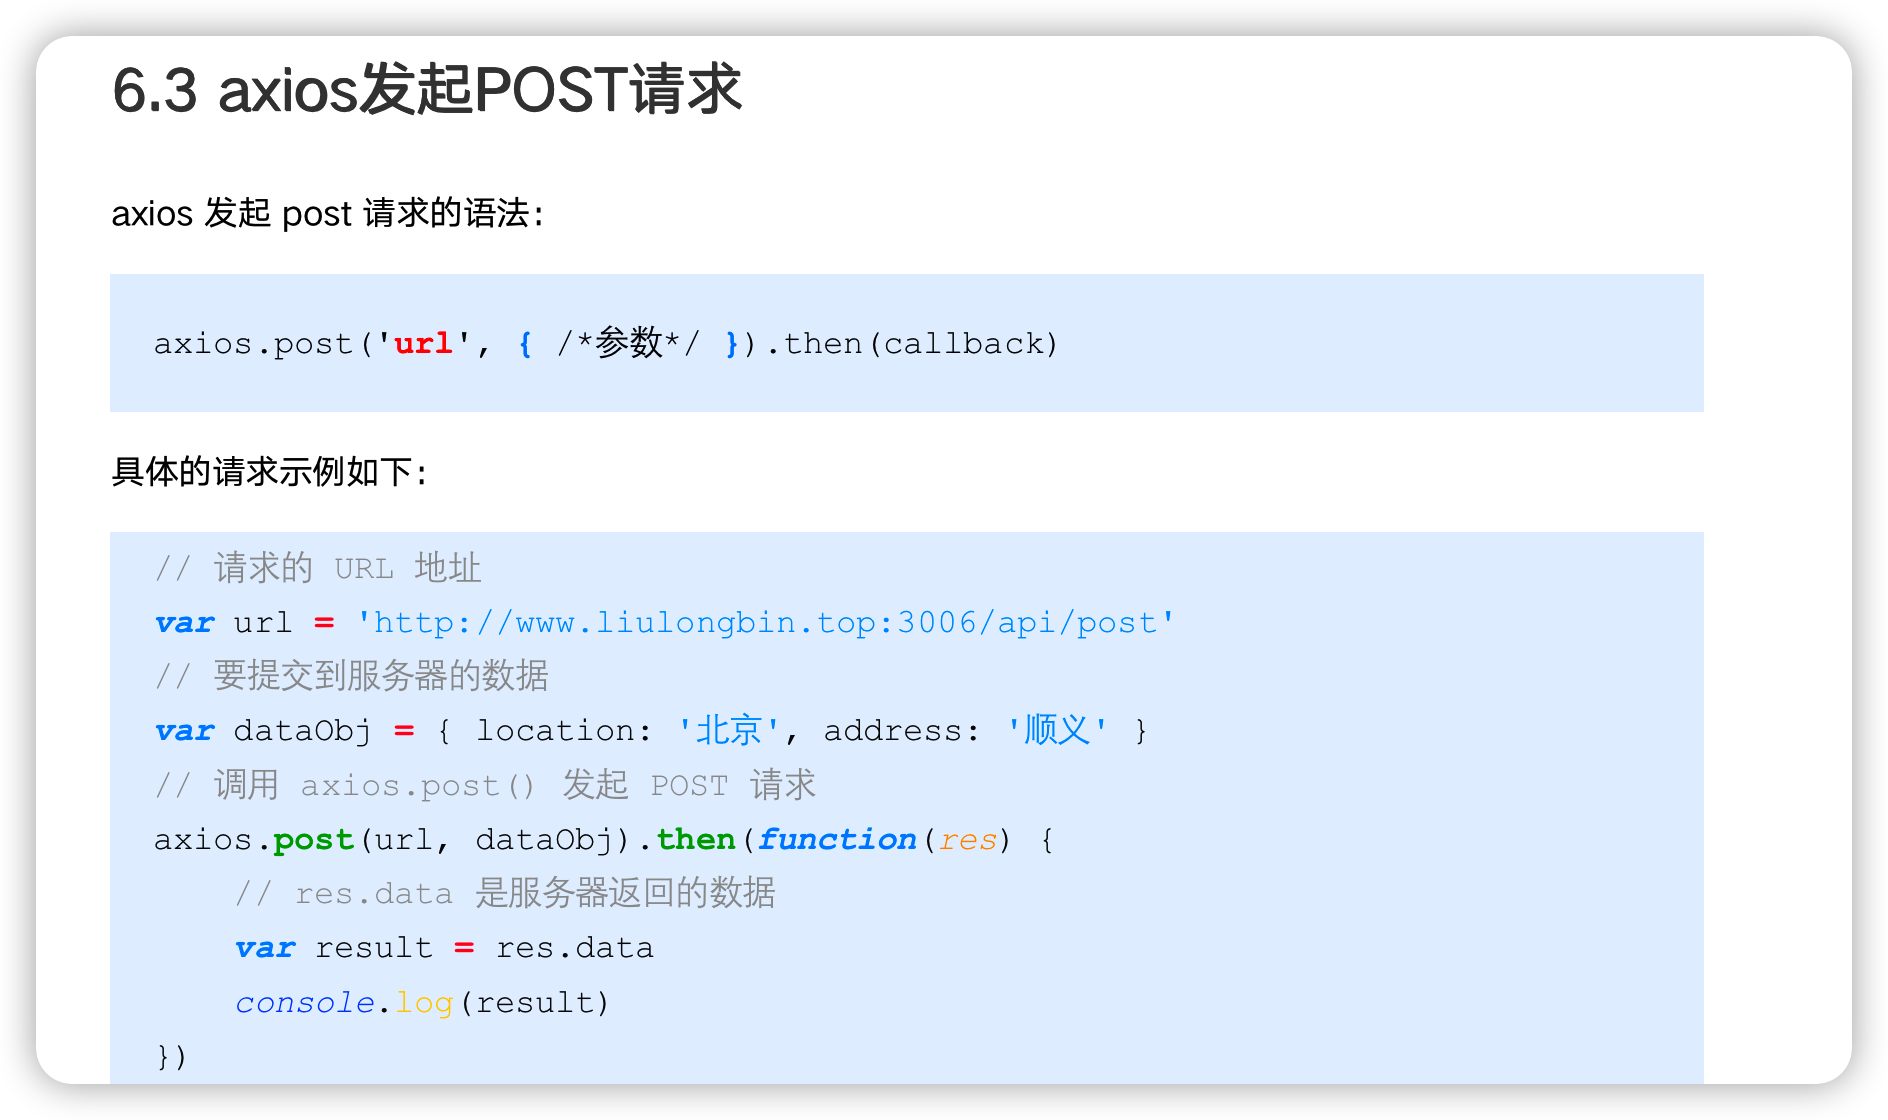 6.3 axios发起POST请求
axios 发起 post 请求的语法：
axios.post('url', { /*参数*/ }).then(callback)
具体的请求示例如下：
// 请求的 URL 地址
var url = 'http://www.liulongbin.top:3006/api/post'
// 要提交到服务器的数据
var dataObj = { location: '北京', address: '顺义' }
// 调用 axios.post() 发起 POST 请求
axios.post(url, dataObj).then(function(res) {
    // res.data 是服务器返回的数据
    var result = res.data
    console.log(result)
})